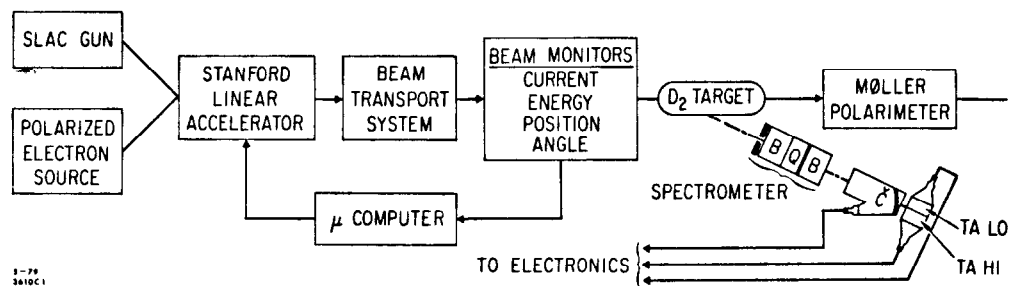 SLAC GUN
POLARIZED
ELECTRON
SOURCE
STANFORD
LINEAR
ACCELERATOR
BEAM
TRANSPORT
SYSTEM
BEAM MONITORS
CURRENT
ENERGY
POSITION
ANGLE
D₂ TARGET
MØLLER
POLARIMETER
B Q B
SPECTROMETER
Č
μ COMPUTER
TA LO
TA HI
TO ELECTRONICS
5-79
3610C1